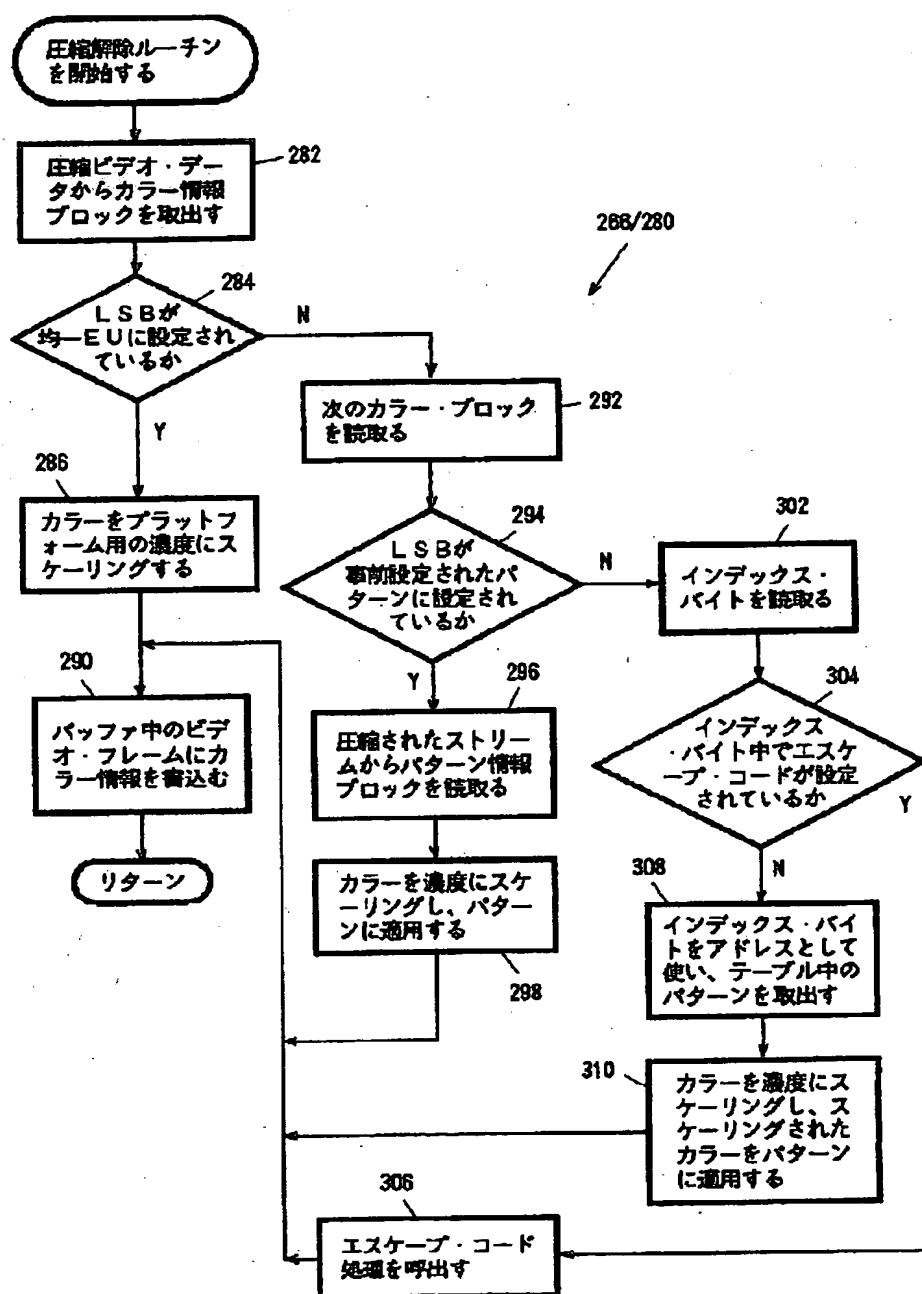 圧縮解除ルーチン
を開始する
圧縮ビデオ・デー
タからカラー情報
ブロックを取出す
282
266/280
284
LSBが
均一EUに設定され
ているか
N
Y
次のカラー・ブロック
を読取る
292
286
カラーをプラットフ
ォーム用の濃度にス
ケーリングする
294
LSBが
事前設定されたパ
ターンに設定され
ているか
N
Y
302
インデックス・
バイトを読取る
290
バッファ中のビデ
オ・フレームにカ
ラー情報を書込む
リターン
296
圧縮されたストリー
ムからパターン情報
ブロックを読取る
304
インデックス
・バイト中でエスケ
ープ・コードが設定
されているか
Y
N
カラーを濃度にスケ
ーリングし、パター
ンに適用する
298
308
インデックス・バイ
トをアドレスとして
使い、テーブル中の
パターンを取出す
310
カラーを濃度にス
ケーリングし、ス
ケーリングされた
カラーをパターン
に適用する
306
エスケープ・コード
処理を呼出す